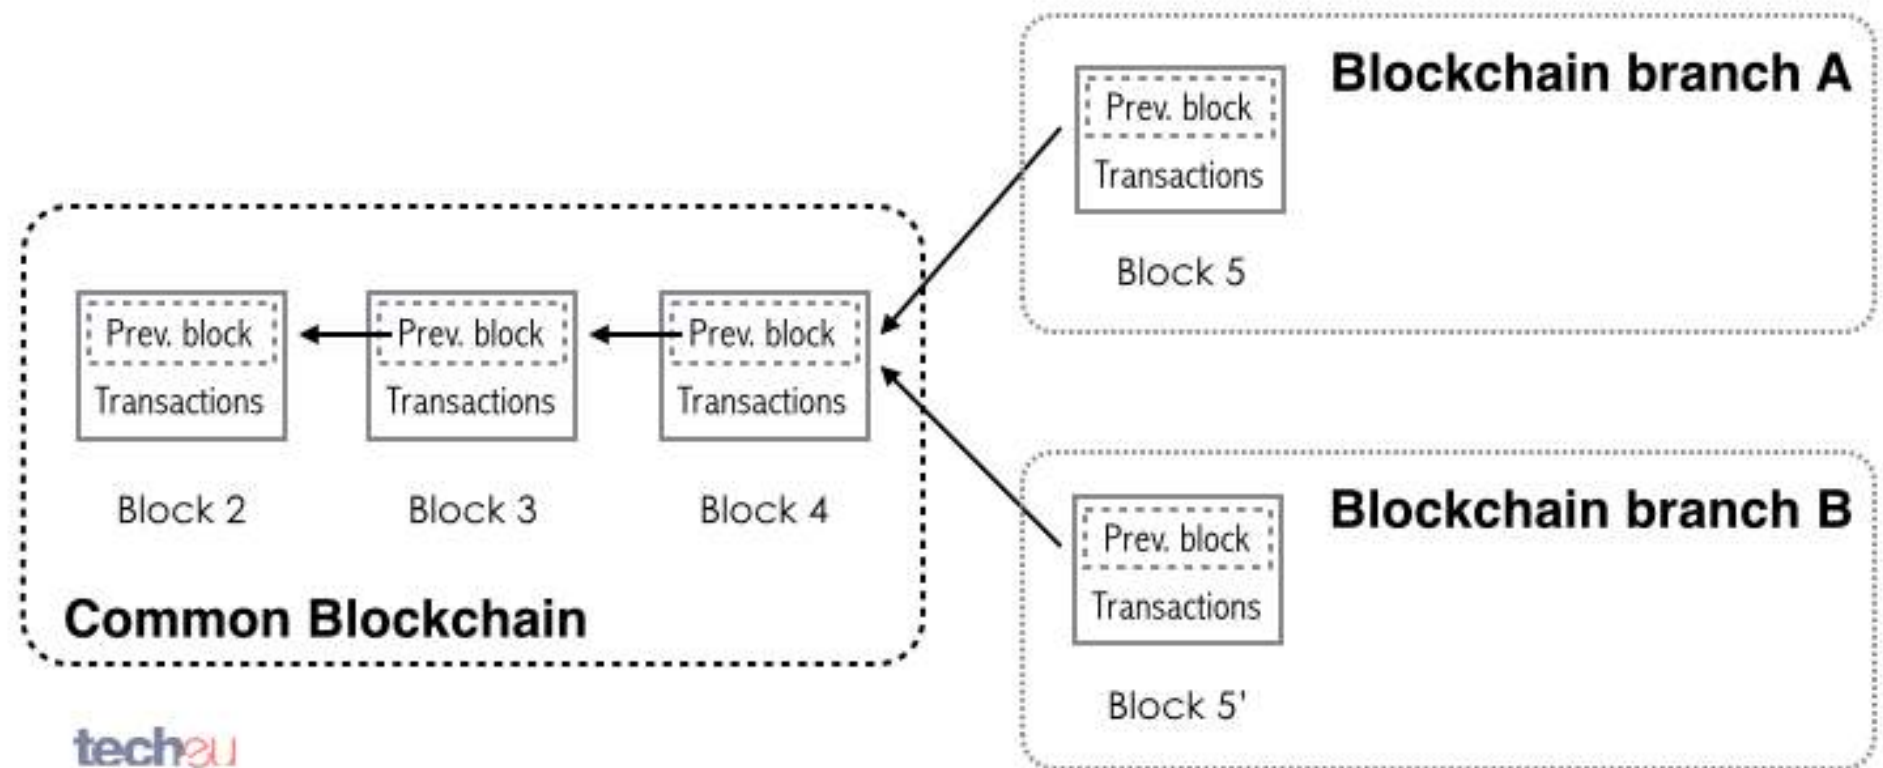 Blockchain branch A
Prev. block
Transactions
Block 5
Prev. block
Transactions
Block 2
Prev. block
Transactions
Block 3
Prev. block
Transactions
Block 4
Common Blockchain
Blockchain branch B
Prev. block
Transactions
Block 5'
techeu